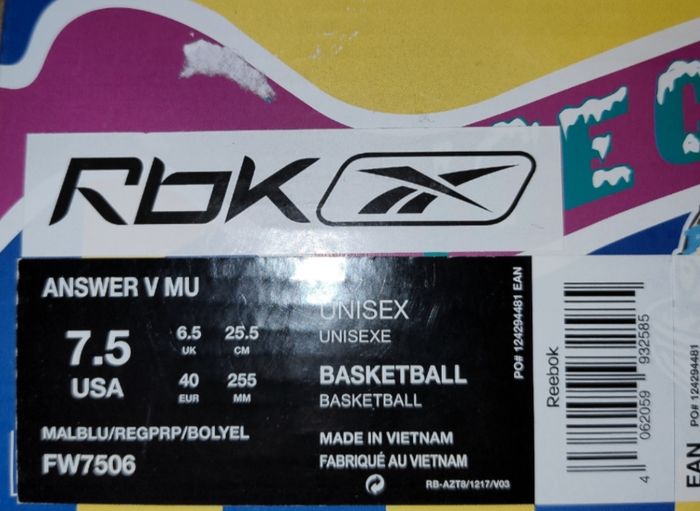 EC
RbK
ANSWER V MU
7.5
USA
6.5
UK
25.5
CM
40
EUR
255
MM
MALBLU/REGPRP/BOLYEL
FW7506
UNISEX
UNISEXE
BASKETBALL
BASKETBALL
MADE IN VIETNAM
FABRIQUÉ AU VIETNAM
RB-AZT8/1217/V03
PO# 124294481 EAN
Reebok
4 062059 932585
EAN
PO# 124294481